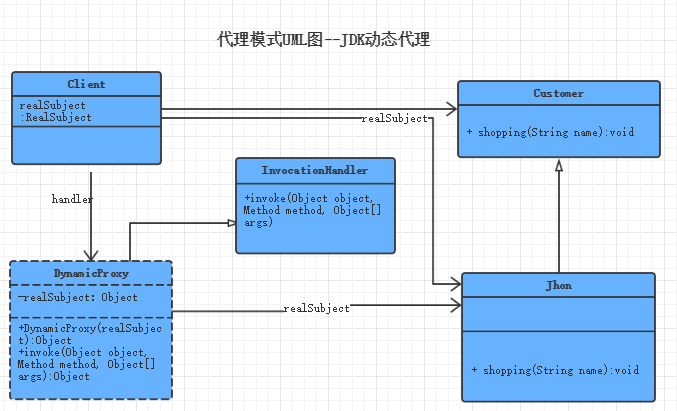 代理模式UML图--JDK动态代理
Client
realSubject
:RealSubject
Customer
+ shopping(String name):void
realSubject
InvocationHandler
+invoke(Object object,
Method method, Object[]
args)
handler
DynamicProxy
-realSubject: Object
+DynamicProxy(realSubjec
t):Object
+invoke(Object object,
Method method, Object[]
args):Object
realSubject
Jhon
+ shopping(String name):void